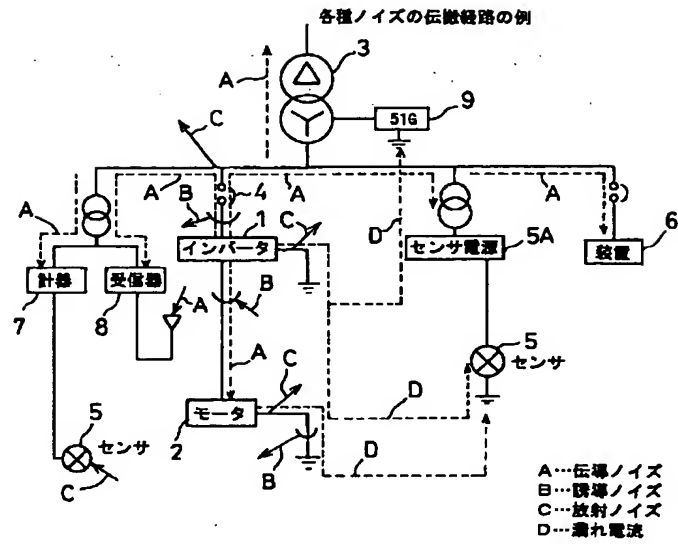 各種ノイズの伝搬経路の例
3
A
9
51G
C
A
B
4
A
A
A
1
C
D
インバータ
センサ電源
5A
装置
6
計器
受信器
7
8
A
B
5
センサ
A
C
D
モータ
2
5
センサ
C
B
D
A…伝導ノイズ
B…誘導ノイズ
C…放射ノイズ
D…漏れ電流